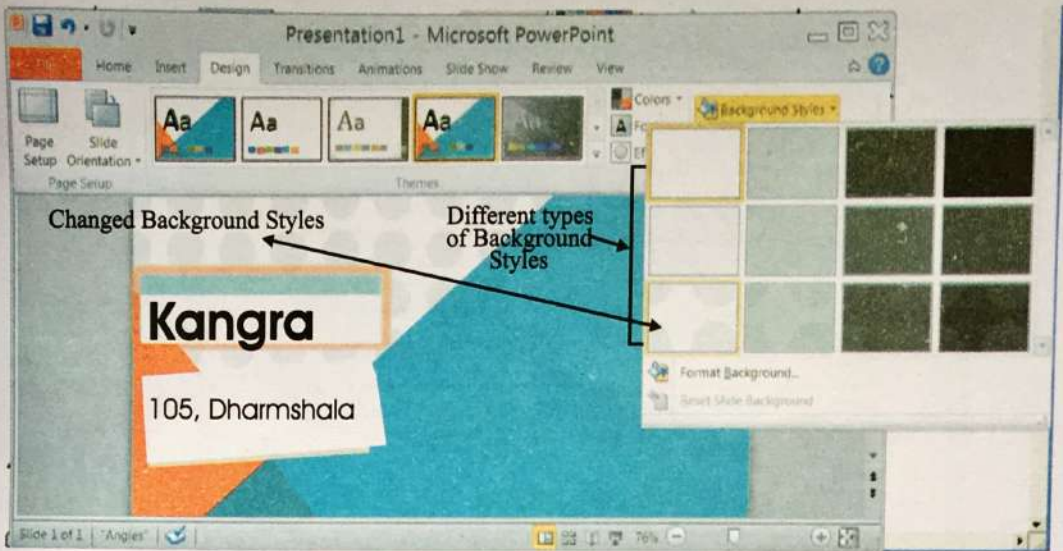 Presentation1 - Microsoft PowerPoint
File Home Insert Design Transitions Animations Slide Show Review View
Aa Aa Aa Aa
Colors
Background Styles
A
Page Setup
Slide Orientation
Page Setup
Themes
Changed Background Styles
Different types
of Background
Styles
Kangra
105, Dharmshala
Format Background...
Reset Slide Background
Slide 1 of 1 "Angles" 76%